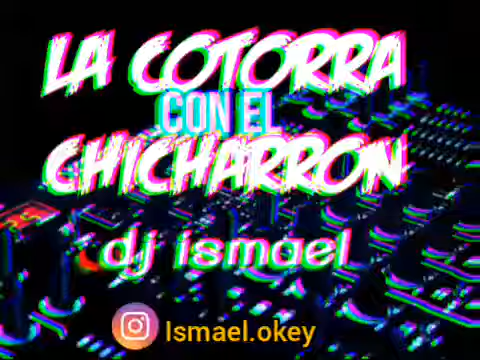 LA COTORRA
CON EL
CHICHARRON
dj ismael
Ismael.okey